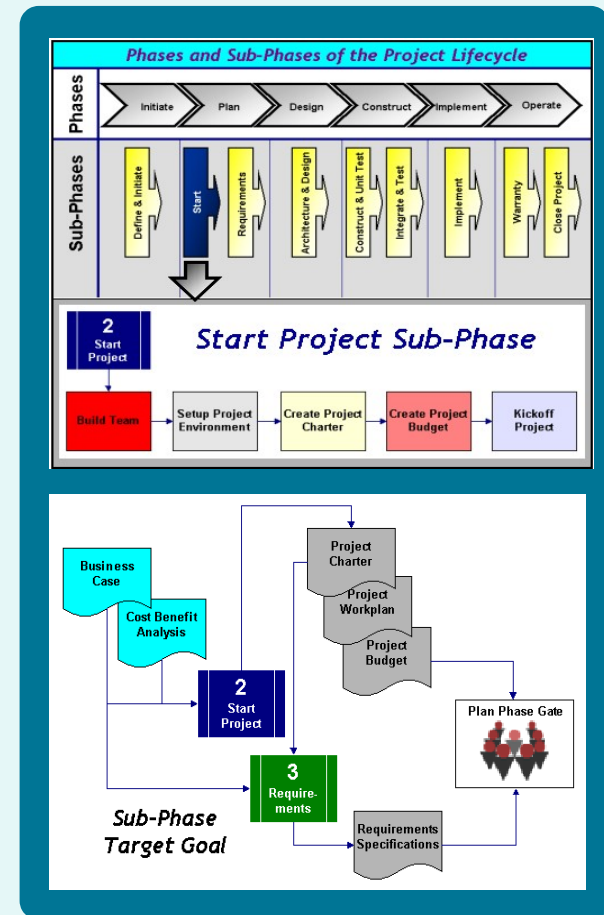 Phases and Sub-Phases of the Project Lifecycle
Phases
Initiate
Plan
Design
Construct
Implement
Operate
Sub-Phases
Define & Initiate
Start
Requirements
Architecture & Design
Construct & Unit Test
Integrate & Test
Implement
Warranty
Close Project
2
Start
Project
Start Project Sub-Phase
Build Team
Setup Project
Environment
Create Project
Charter
Create Project
Budget
Kickoff
Project
Business
Case
Cost Benefit
Analysis
2
Start
Project
Project
Charter
Project
Workplan
Project
Budget
Plan Phase Gate
3
Require-
ments
Sub-Phase
Target Goal
Requirements
Specifications